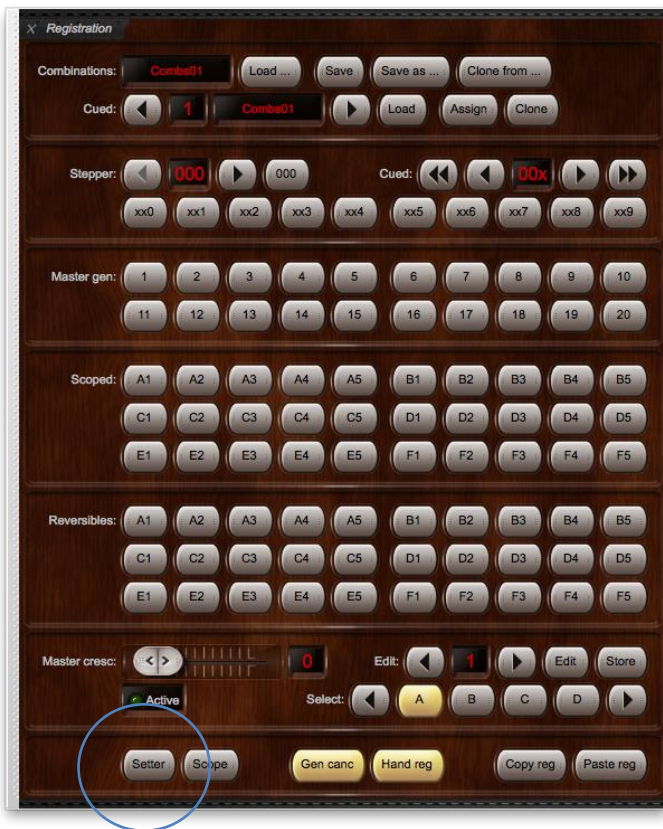 X Registration
Combinations: Combs01 Load ... Save Save as ... Clone from ...
Cued: 1 Combs01 Load Assign Clone
Stepper: 000 000 Cued: 00x
xx0 xx1 xx2 xx3 xx4 xx5 xx6 xx7 xx8 xx9
Master gen: 1 2 3 4 5 6 7 8 9 10
11 12 13 14 15 16 17 18 19 20
Scoped: A1 A2 A3 A4 A5 B1 B2 B3 B4 B5
C1 C2 C3 C4 C5 D1 D2 D3 D4 D5
E1 E2 E3 E4 E5 F1 F2 F3 F4 F5
Reversibles: A1 A2 A3 A4 A5 B1 B2 B3 B4 B5
C1 C2 C3 C4 C5 D1 D2 D3 D4 D5
E1 E2 E3 E4 E5 F1 F2 F3 F4 F5
Master cresc: < > 0 Edit: 1 Edit Store
Active Select: A B C D
Setter Scope Gen canc Hand reg Copy reg Paste reg